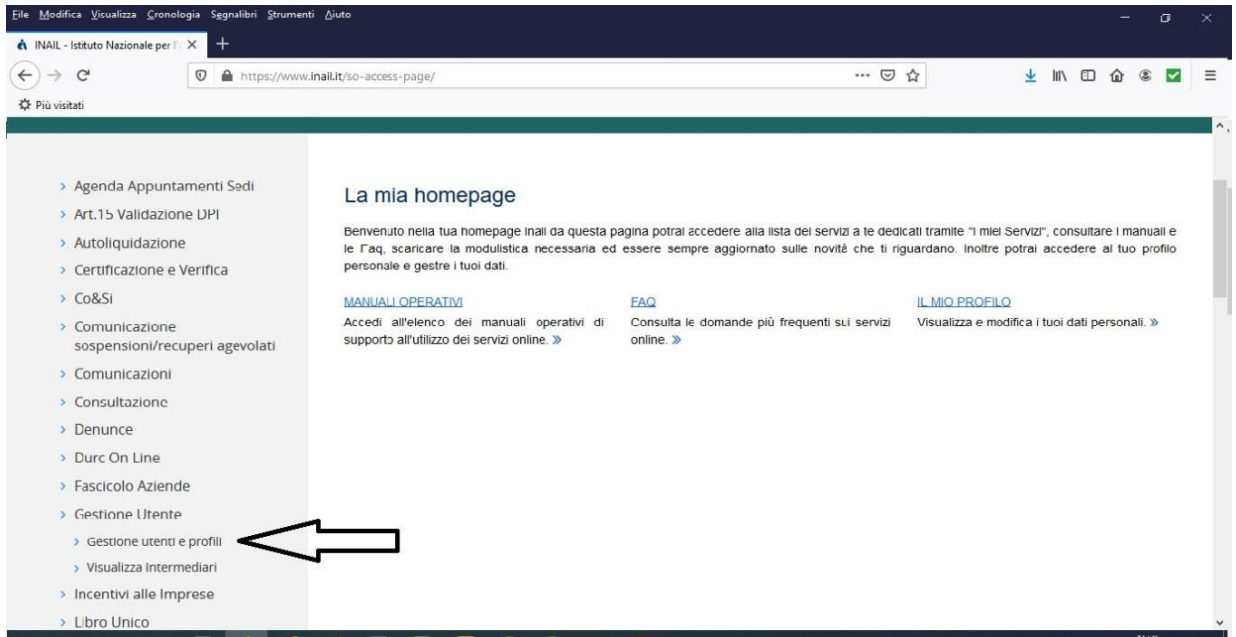 File Modifica Visualizza Cronologia Segnalibri Strumenti Aiuto
INAIL - Istituto Nazionale per l'A
https://www.inail.it/so-access-page/
Più visitati
Agenda Appuntamenti Sedi
Art.15 Validazione DPI
Autoliquidazione
Certificazione e Verifica
Co&Si
Comunicazione
sospensioni/recuperi agevolati
Comunicazioni
Consultazione
Denunce
Durc On Line
Fascicolo Aziende
Gestione Utente
Gestione utenti e profili
Visualizza Intermediari
Incentivi alle Imprese
Libro Unico
La mia homepage
Benvenuto nella tua homepage Inail da questa pagina potrai accedere alla lista dei servizi a te dedicati tramite "I miei Servizi", consultare i manuali e
le Faq, scaricare la modulistica necessaria ed essere sempre aggiornato sulle novità che ti riguardano. Inoltre potrai accedere al tuo profilo
personale e gestire i tuoi dati.
MANUALI OPERATIVI
Accedi all'elenco dei manuali operativi di
supporto all'utilizzo dei servizi online. »
FAQ
Consulta le domande più frequenti sui servizi
online. »
IL MIO PROFILO
Visualizza e modifica i tuoi dati personali. »